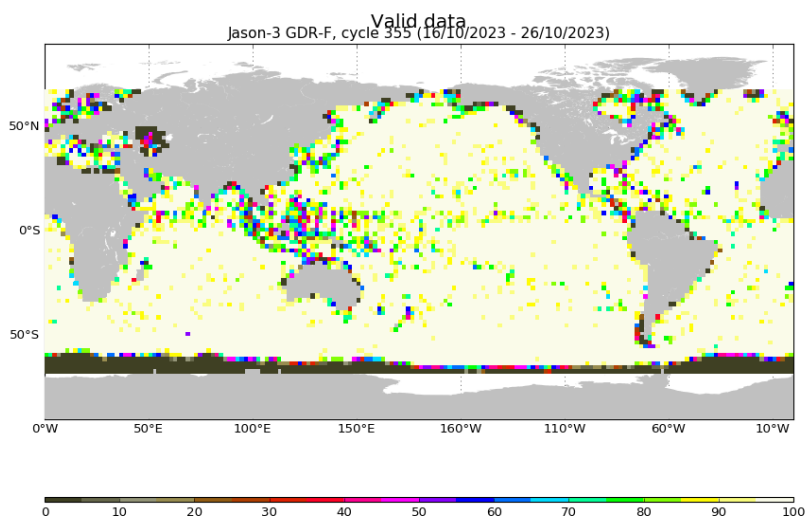 Valid data
Jason-3 GDR-F, cycle 355 (16/10/2023 - 26/10/2023)
50°N
0°S
50°S
0°W 50°E 100°E 150°E 160°W 110°W 60°W 10°W
0 10 20 30 40 50 60 70 80 90 100